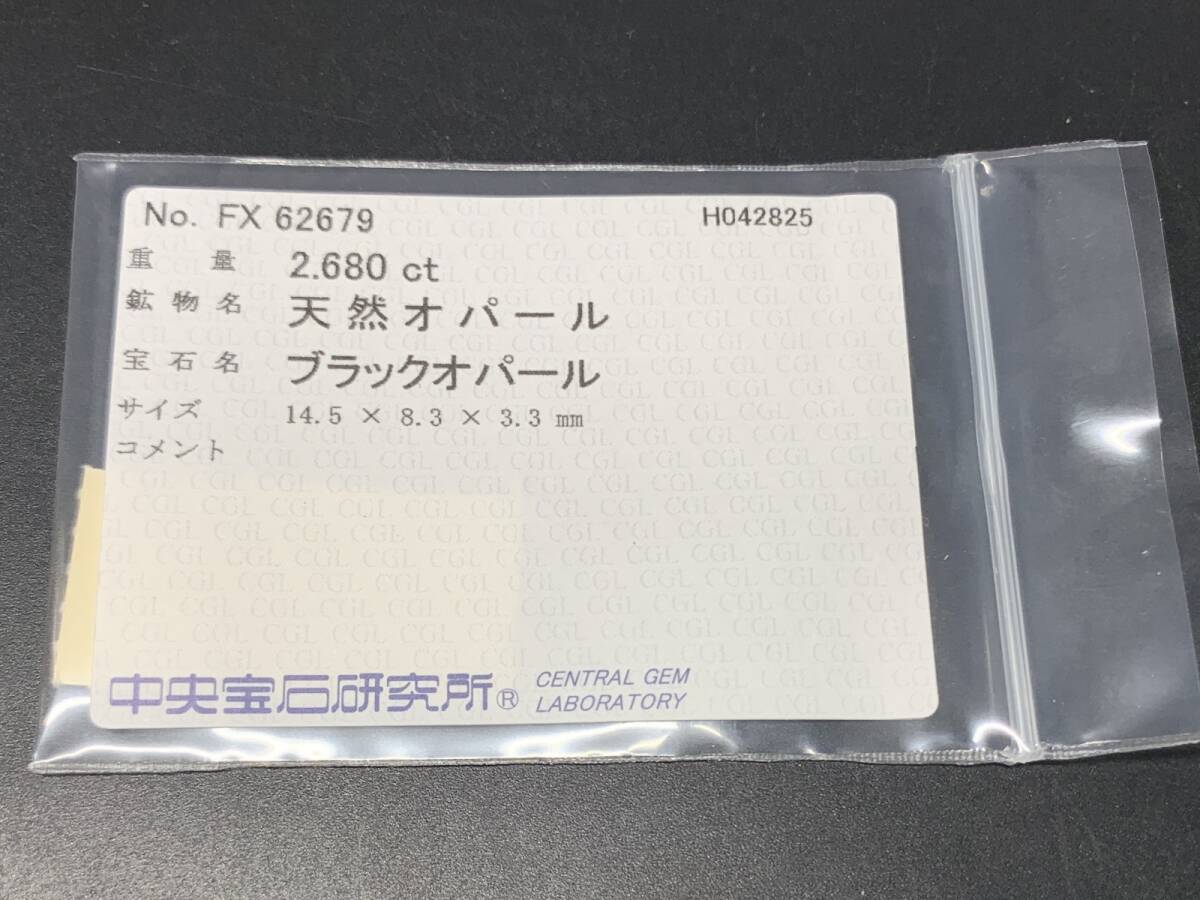 No. FX 62679 H042825
重量 2.680 ct
鉱物名 天然オパール
宝石名 ブラックオパール
サイズ 14.5 × 8.3 × 3.3 ㎜
コメント
中央宝石研究所® CENTRAL GEM
LABORATORY